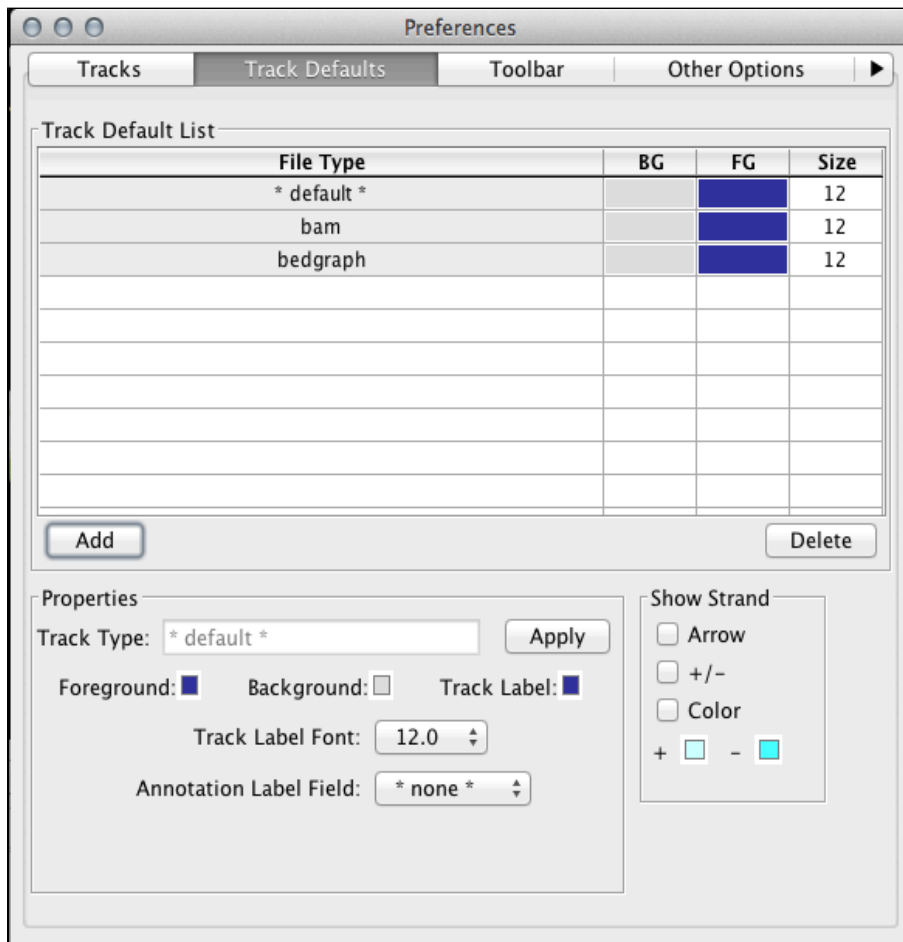 Preferences
Tracks Track Defaults Toolbar Other Options
Track Default List
File Type BG FG Size
* default * 12
bam 12
bedgraph 12
Add Delete
Properties
Track Type: * default * Apply
Foreground: Background: Track Label:
Track Label Font: 12.0
Annotation Label Field: * none *
Show Strand
Arrow
+/-
Color
+ -